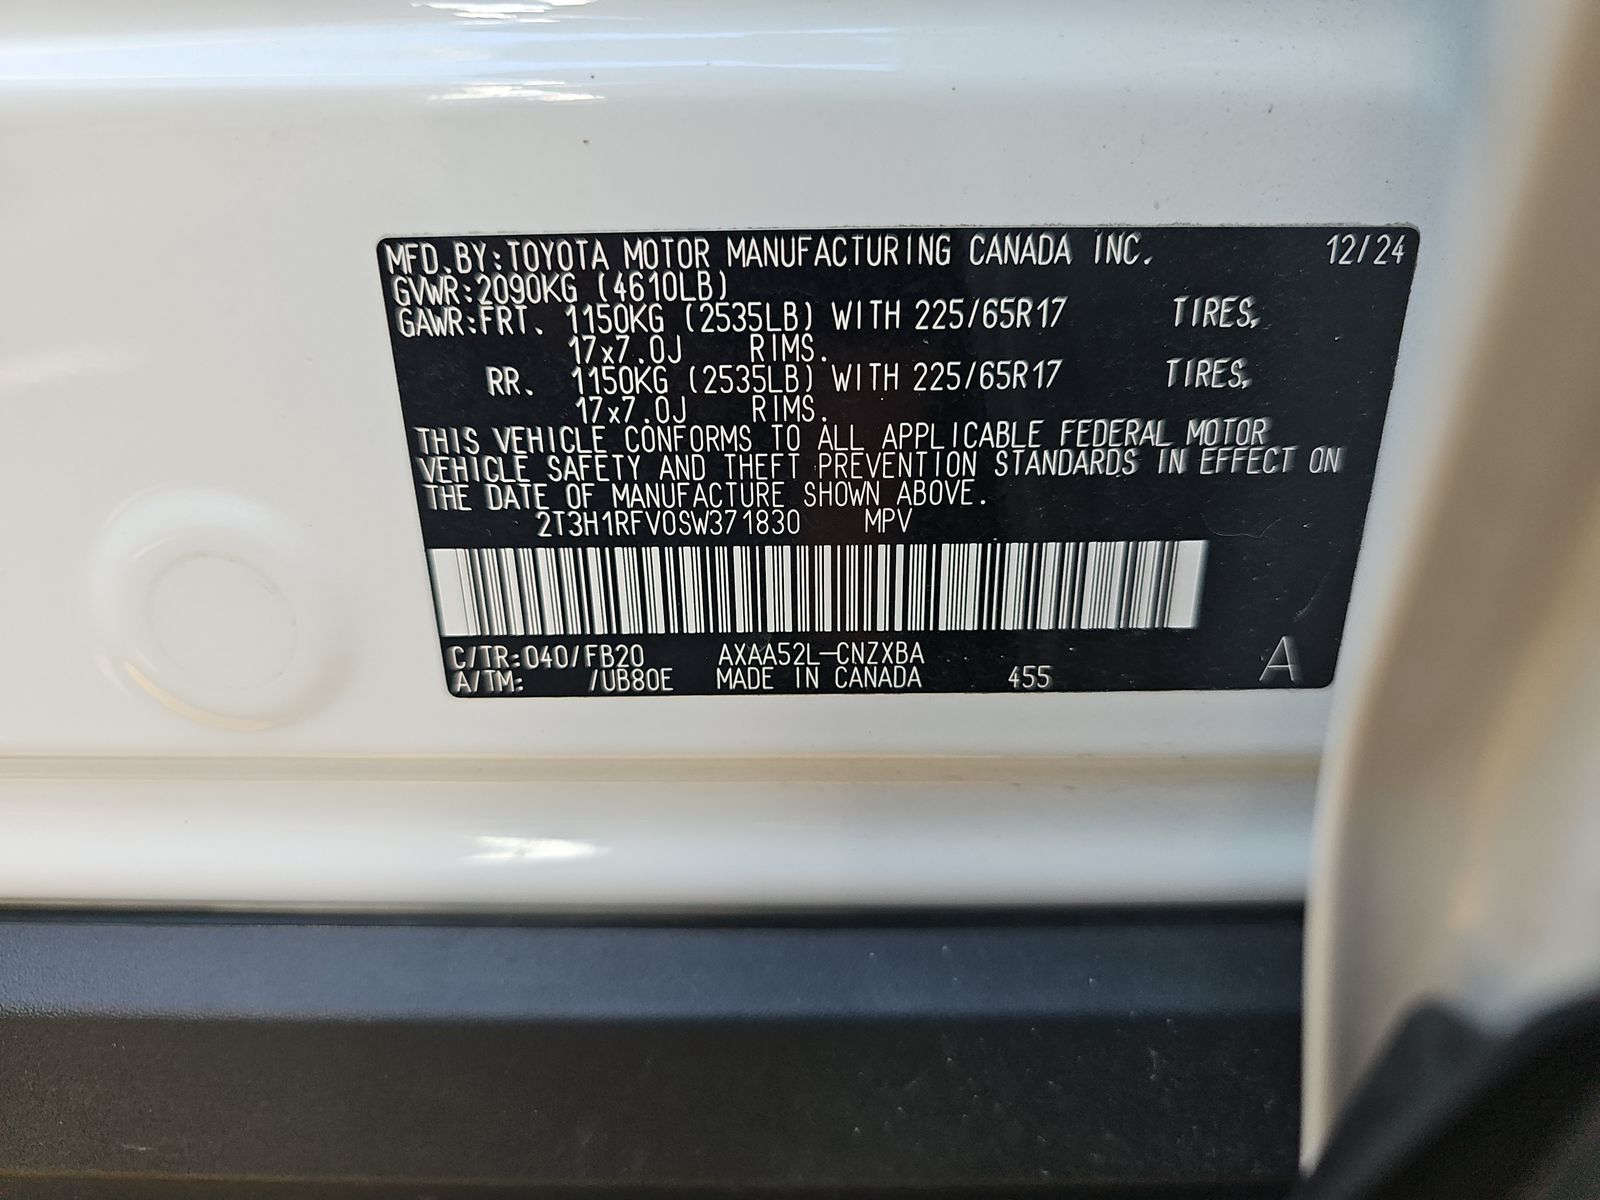 MFD.BY:TOYOTA MOTOR MANUFACTURING CANADA INC. 12/24
GVWR:2090KG (4610LB)
GAWR:FRT. 1150KG (2535LB) WITH 225/65R17 TIRES,
17x7.0J RIMS.
RR. 1150KG (2535LB) WITH 225/65R17 TIRES,
17x7.0J RIMS.
THIS VEHICLE CONFORMS TO ALL APPLICABLE FEDERAL MOTOR
VEHICLE SAFETY AND THEFT PREVENTION STANDARDS IN EFFECT ON
THE DATE OF MANUFACTURE SHOWN ABOVE.
2T3H1RFV0SW371830 MPV
C/TR:040/FB20 AXAA52L-CNZXBA
A/TM: /UB80E MADE IN CANADA 455 A